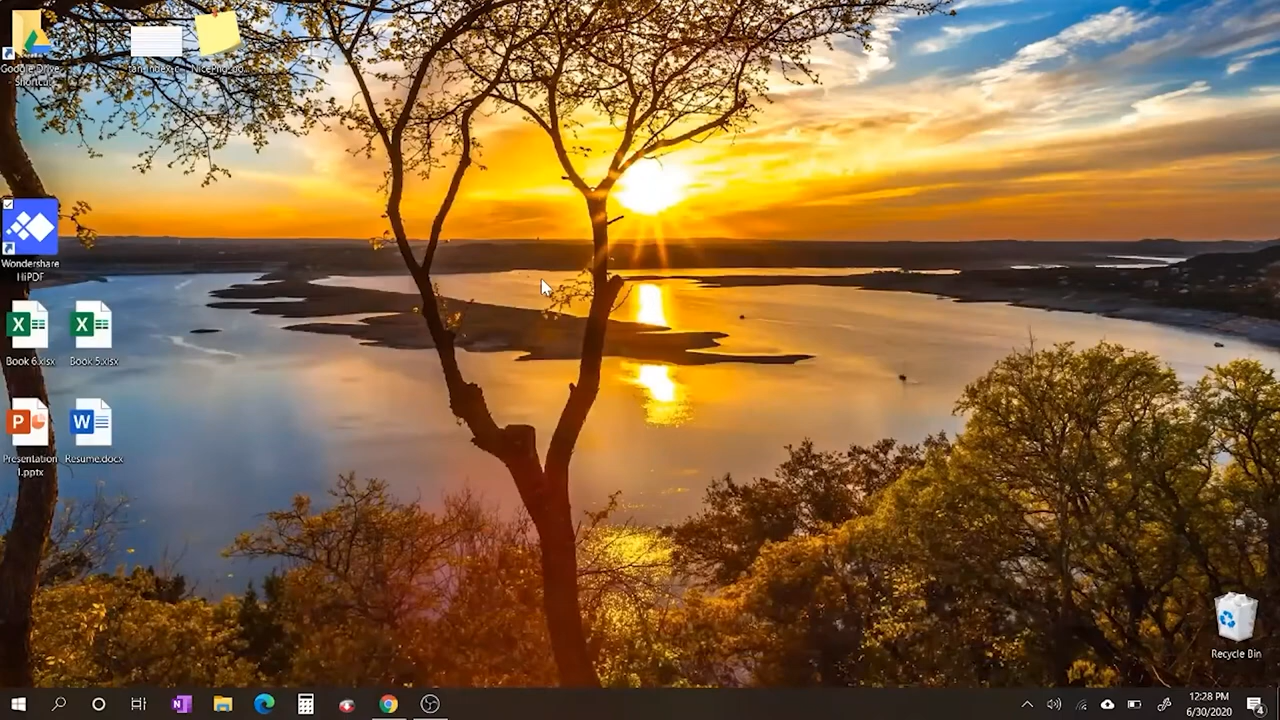 Google Drive
- Shortcut
Wondershare
HiPDF
Book 6.xlsx
Book 5.xlsx
Presentation
1.pptx
Resume.docx
Recycle Bin
N
12:28 PM
6/30/2020
4